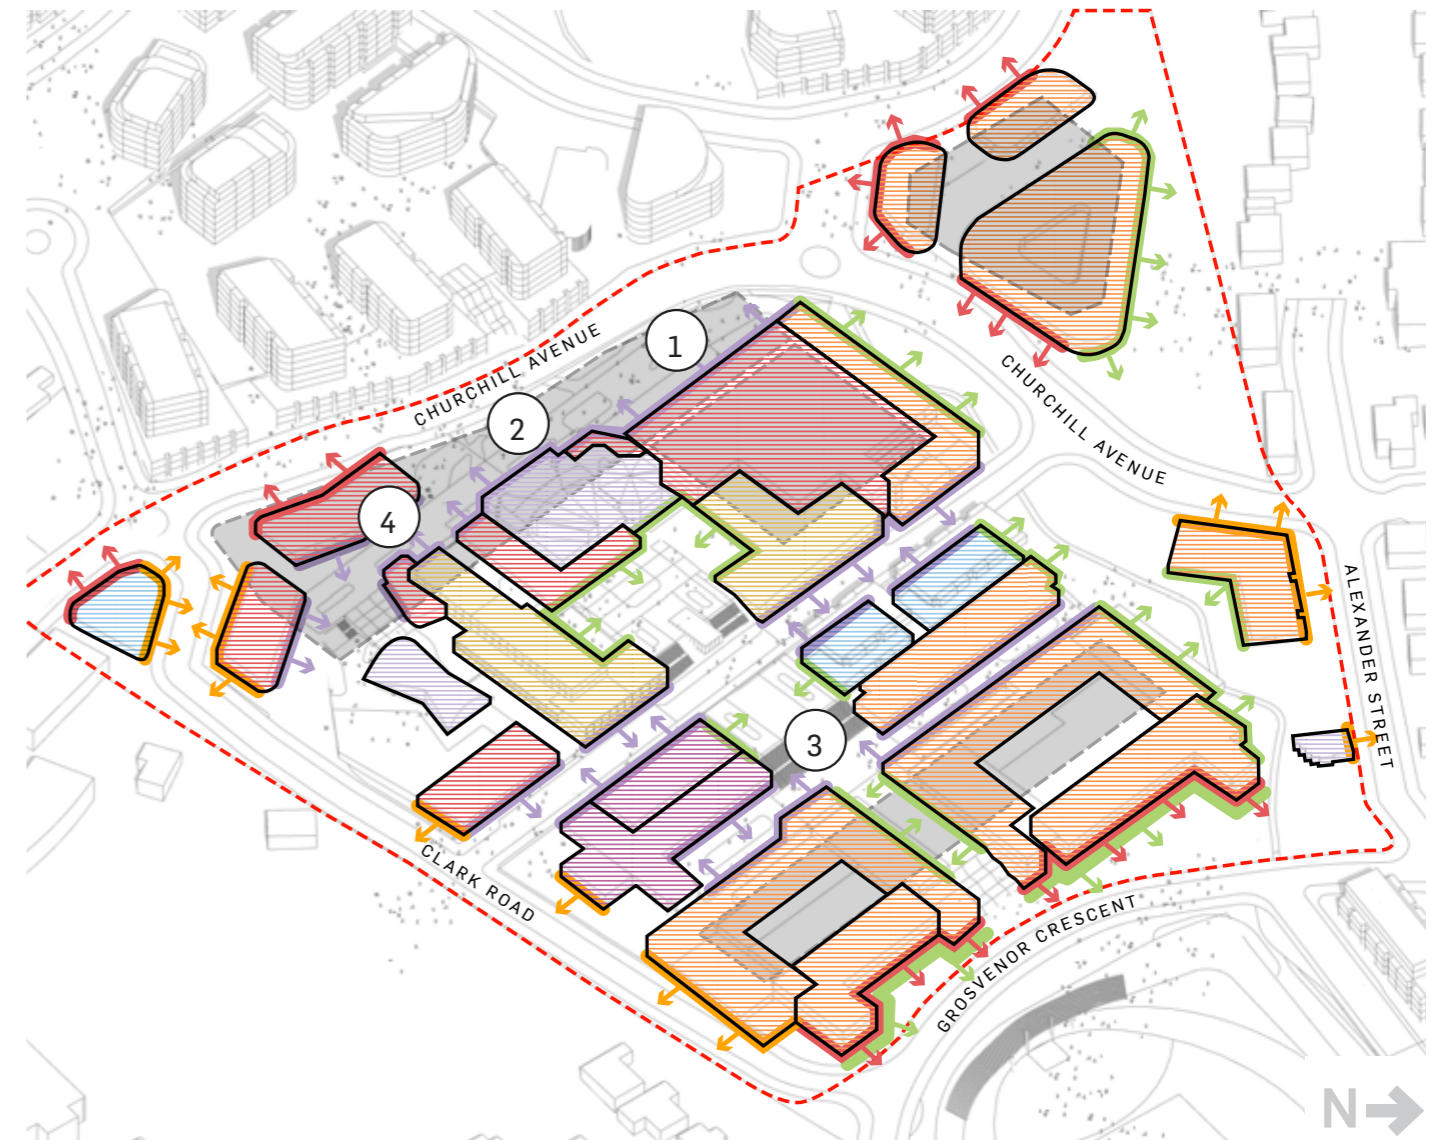 1
CHURCHILL AVENUE
2
CHURCHILL AVENUE
4
ALEXANDER STREET
3
CLARK ROAD
GROSVENOR CRESCENT
N